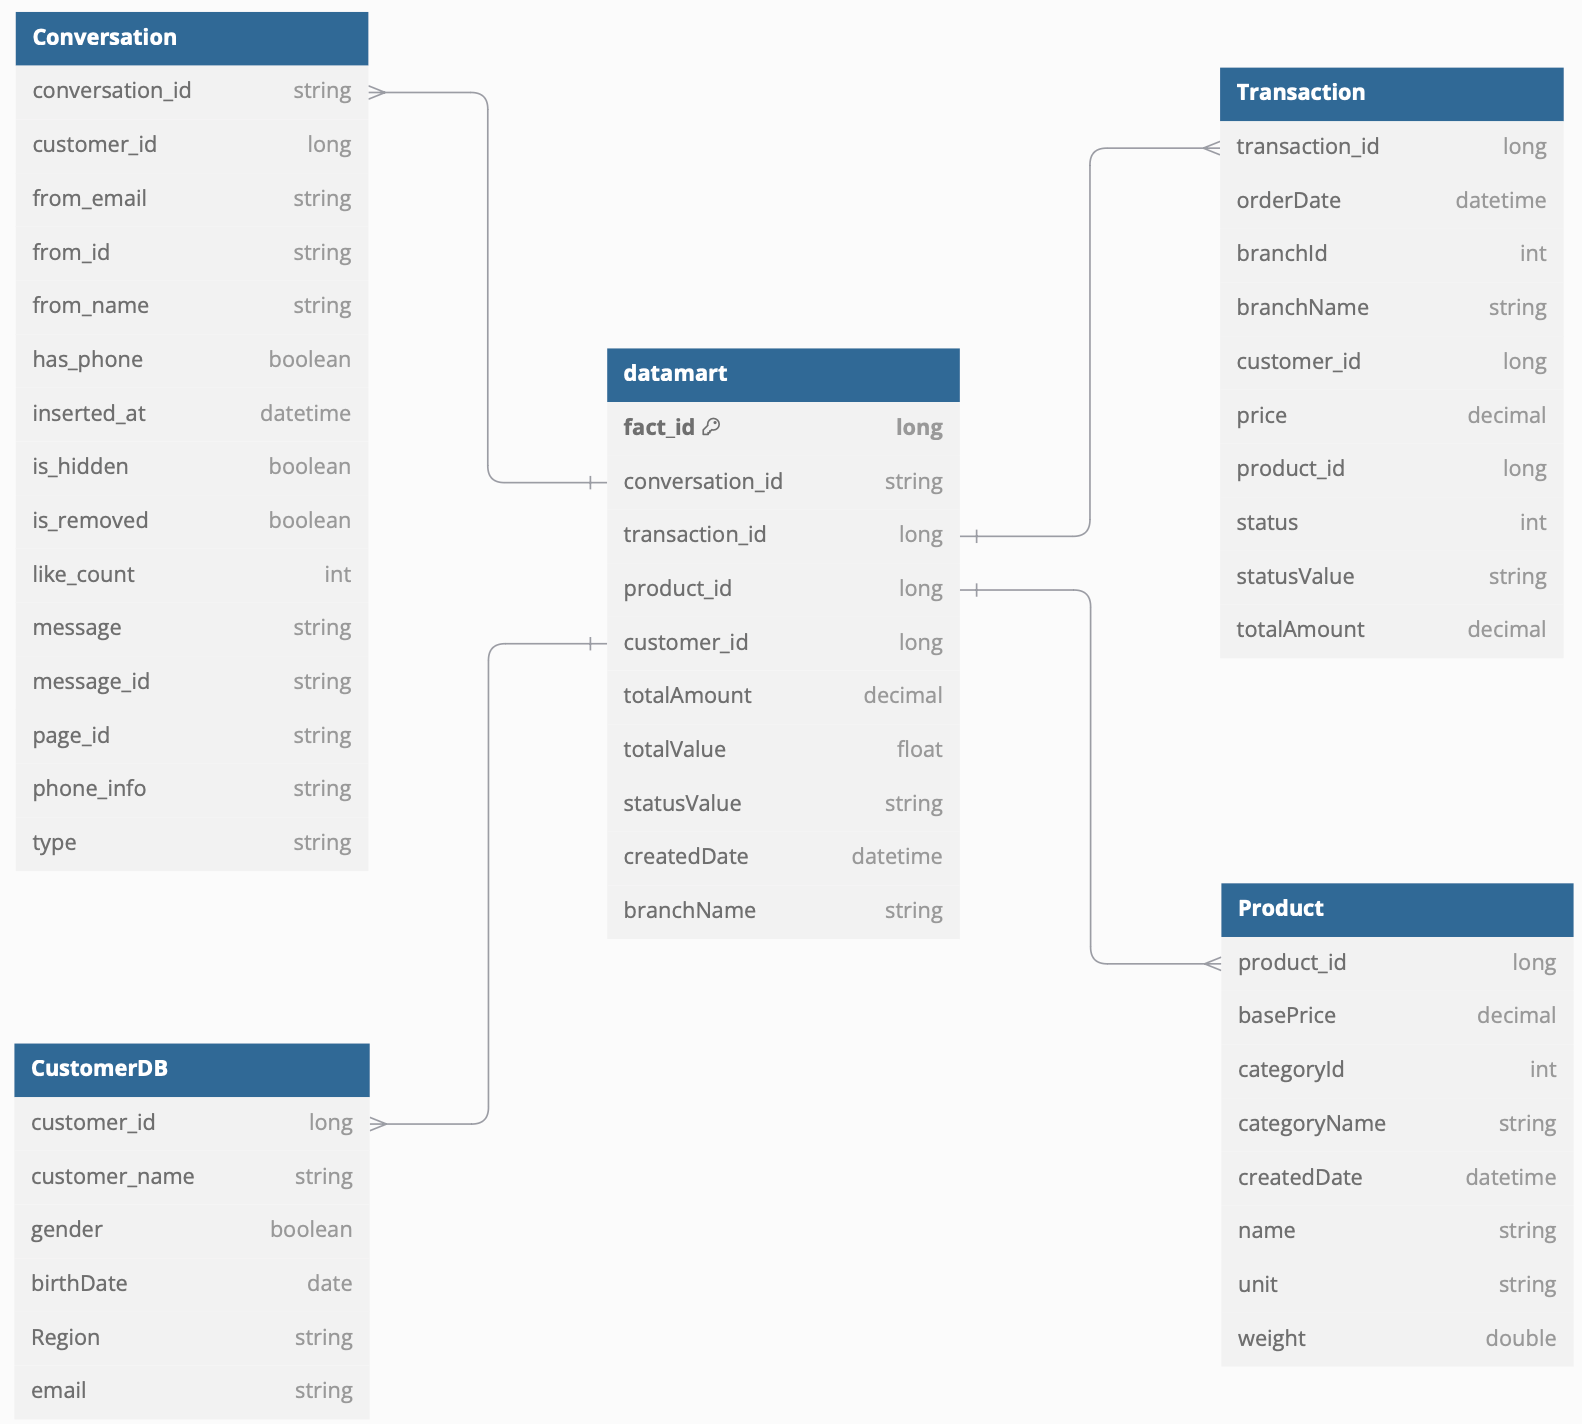 Conversation
conversation_id string
customer_id long
from_email string
from_id string
from_name string
has_phone boolean
inserted_at datetime
is_hidden boolean
is_removed boolean
like_count int
message string
message_id string
page_id string
phone_info string
type string
Transaction
transaction_id long
orderDate datetime
branchId int
branchName string
customer_id long
price decimal
product_id long
status int
statusValue string
totalAmount decimal
datamart
fact_id long
conversation_id string
transaction_id long
product_id long
customer_id long
totalAmount decimal
totalValue float
statusValue string
createdDate datetime
branchName string
CustomerDB
customer_id long
customer_name string
gender boolean
birthDate date
Region string
email string
Product
product_id long
basePrice decimal
categoryId int
categoryName string
createdDate datetime
name string
unit string
weight double